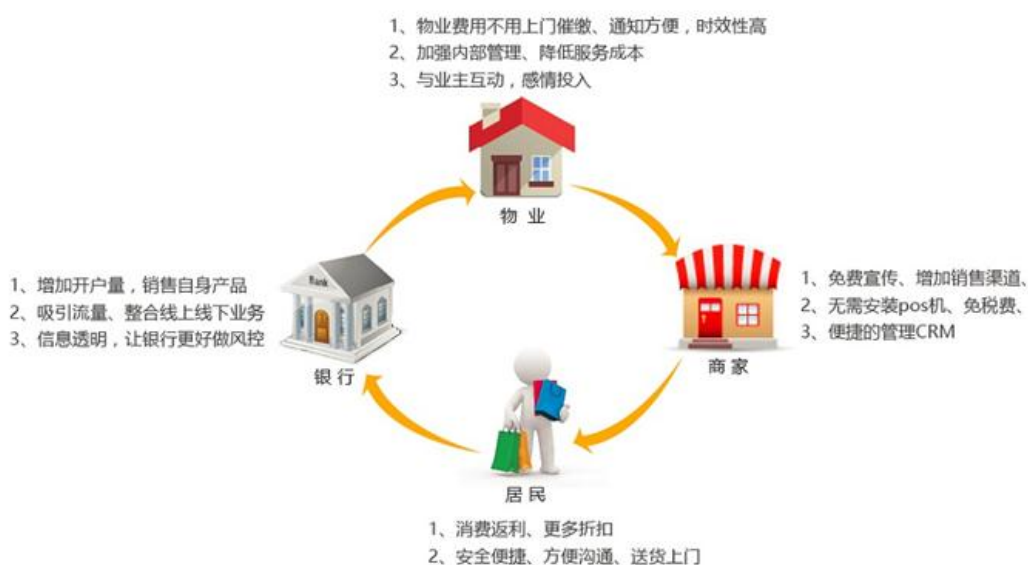 1、物业费用不用上门催缴、通知方便，时效性高
2、加强内部管理、降低服务成本
3、与业主互动，感情投入
物 业
1、增加开户量，销售自身产品
2、吸引流量、整合线上线下业务
3、信息透明，让银行更好做风控
Bank
银 行
1、免费宣传、增加销售渠道、
2、无需安装pos机、免税费、
3、便捷的管理CRM
商 家
居 民
1、消费返利、更多折扣
2、安全便捷、方便沟通、送货上门